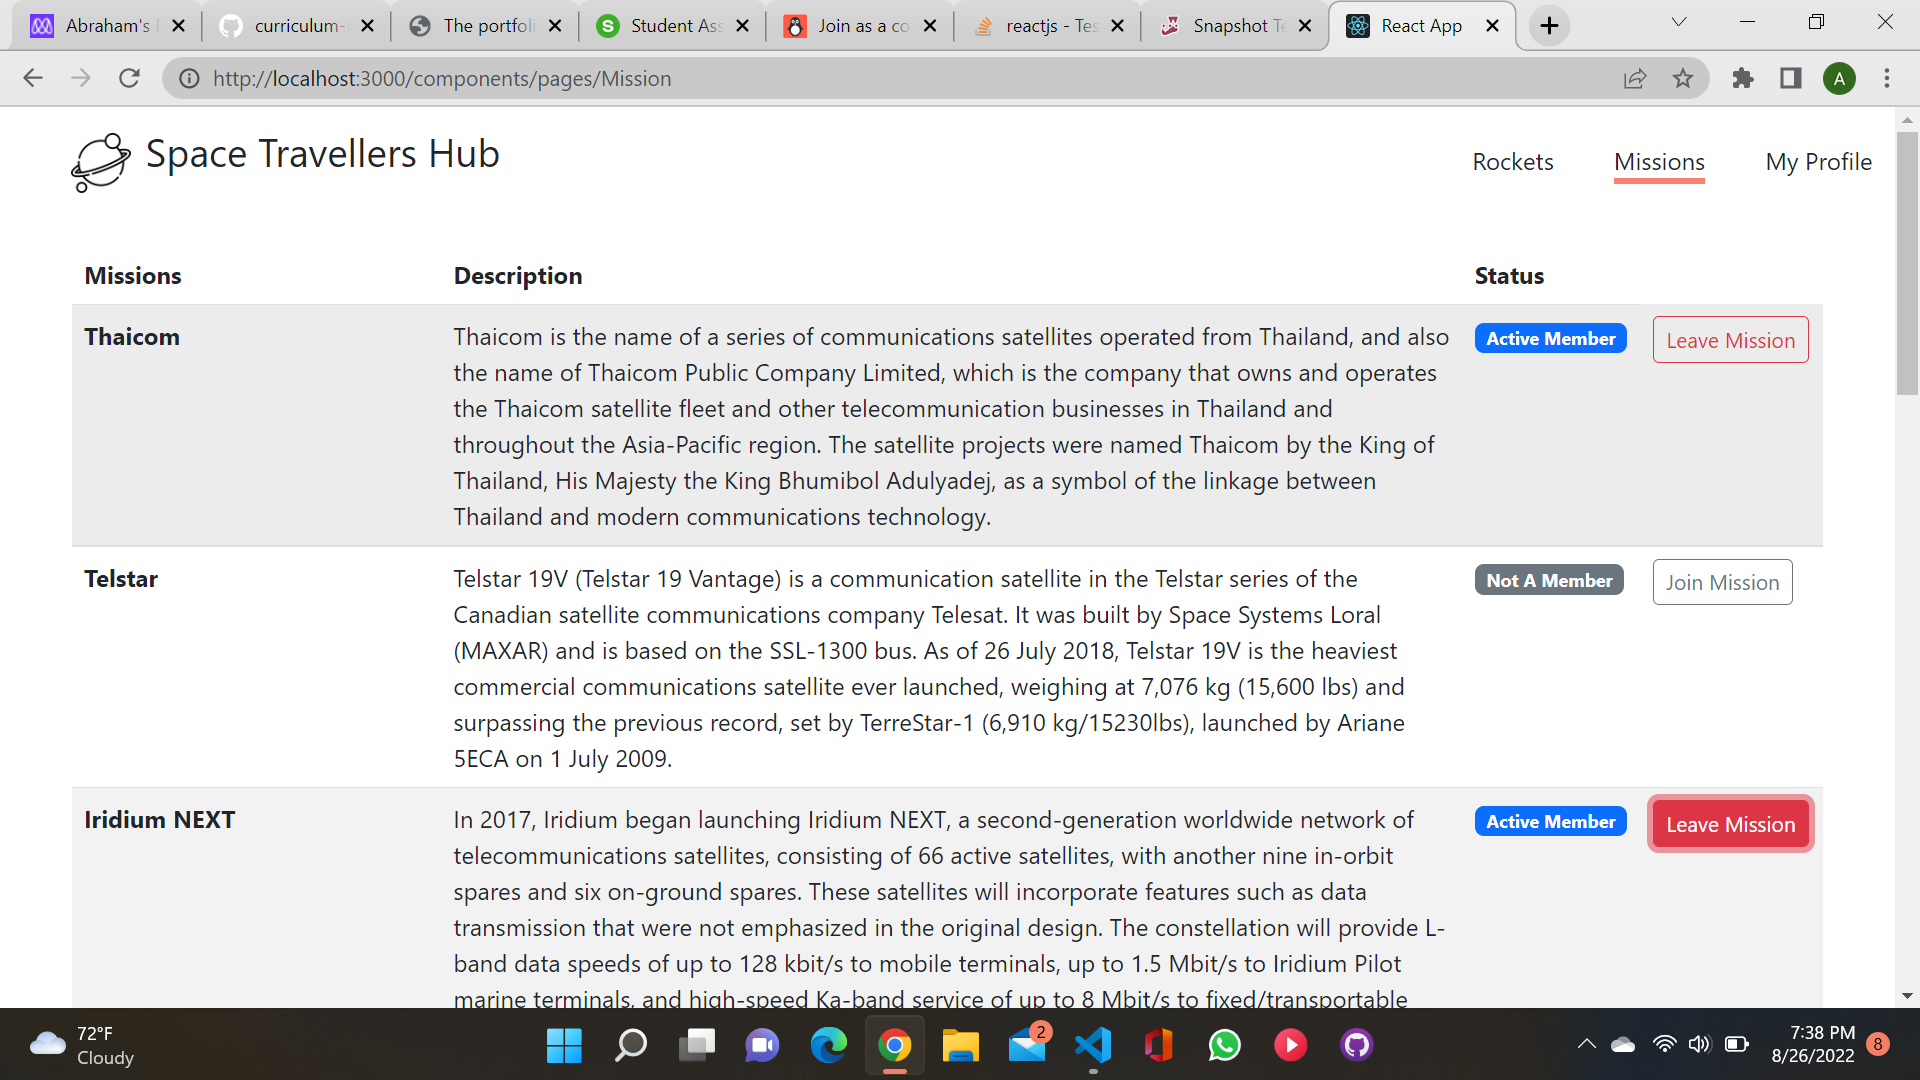 Abraham's
curriculum-
The portfoli
Student Ass
Join as a co
reactjs - Tes
Snapshot Te
React App
http://localhost:3000/components/pages/Mission
A
Space Travellers Hub
Rockets
Missions
My Profile
Missions
Description
Status
Thaicom
Thaicom is the name of a series of communications satellites operated from Thailand, and also
the name of Thaicom Public Company Limited, which is the company that owns and operates
the Thaicom satellite fleet and other telecommunication businesses in Thailand and
throughout the Asia-Pacific region. The satellite projects were named Thaicom by the King of
Thailand, His Majesty the King Bhumibol Adulyadej, as a symbol of the linkage between
Thailand and modern communications technology.
Active Member
Leave Mission
Telstar
Telstar 19V (Telstar 19 Vantage) is a communication satellite in the Telstar series of the
Canadian satellite communications company Telesat. It was built by Space Systems Loral
(MAXAR) and is based on the SSL-1300 bus. As of 26 July 2018, Telstar 19V is the heaviest
commercial communications satellite ever launched, weighing at 7,076 kg (15,600 lbs) and
surpassing the previous record, set by TerreStar-1 (6,910 kg/15230lbs), launched by Ariane
5ECA on 1 July 2009.
Not A Member
Join Mission
Iridium NEXT
In 2017, Iridium began launching Iridium NEXT, a second-generation worldwide network of
telecommunications satellites, consisting of 66 active satellites, with another nine in-orbit
spares and six on-ground spares. These satellites will incorporate features such as data
transmission that were not emphasized in the original design. The constellation will provide L-
band data speeds of up to 128 kbit/s to mobile terminals, up to 1.5 Mbit/s to Iridium Pilot
marine terminals, and high-speed Ka-band service of up to 8 Mbit/s to fixed/transportable
Active Member
Leave Mission
72°F
Cloudy
2
7:38 PM
8/26/2022
8